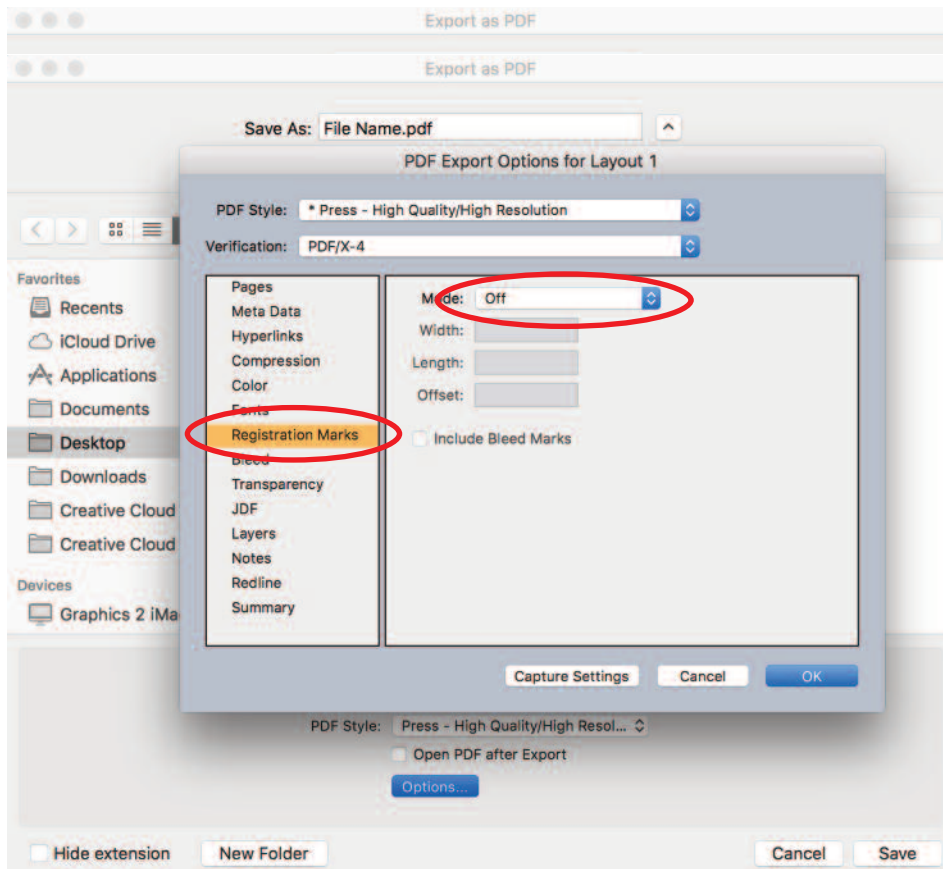 Export as PDF
Export as PDF
Save As: File Name.pdf
PDF Export Options for Layout 1
PDF Style: * Press - High Quality/High Resolution
Verification: PDF/X-4
Favorites
Recents
iCloud Drive
Applications
Documents
Desktop
Downloads
Creative Cloud
Creative Cloud
Devices
Graphics 2 iMa
Pages
Meta Data
Hyperlinks
Compression
Color
Fonts
Registration Marks
Bleed
Transparency
JDF
Layers
Notes
Redline
Summary
Mode: Off
Width:
Length:
Offset:
Include Bleed Marks
Capture Settings Cancel OK
PDF Style: Press - High Quality/High Resol...
Open PDF after Export
Options...
Hide extension New Folder Cancel Save